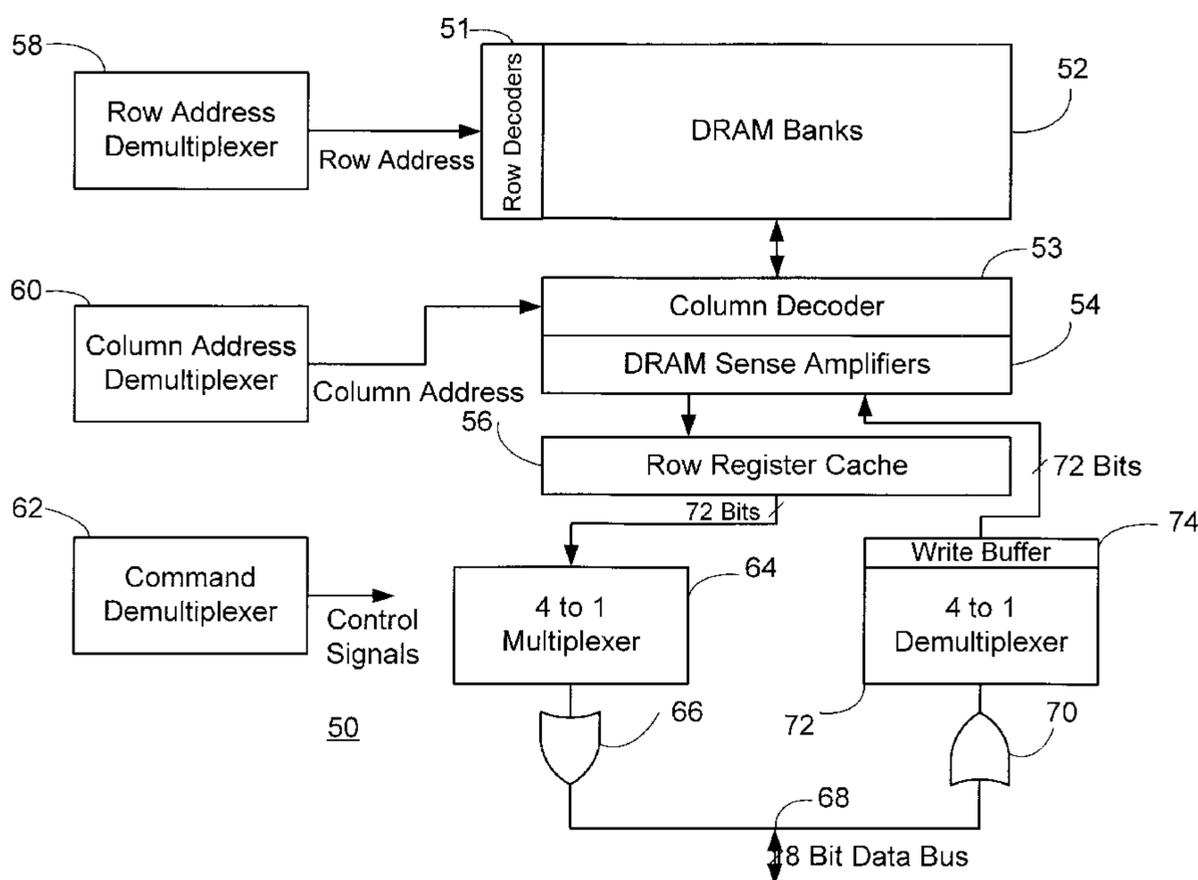 58
Row Address
Demultiplexer
Row Address
51
Row Decoders
DRAM Banks
52
60
Column Address
Demultiplexer
Column Address
53
Column Decoder
54
DRAM Sense Amplifiers
56
Row Register Cache
72 Bits
72 Bits
62
Command
Demultiplexer
Control
Signals
64
4 to 1
Multiplexer
74
Write Buffer
4 to 1
Demultiplexer
72
50
66
70
68
18 Bit Data Bus